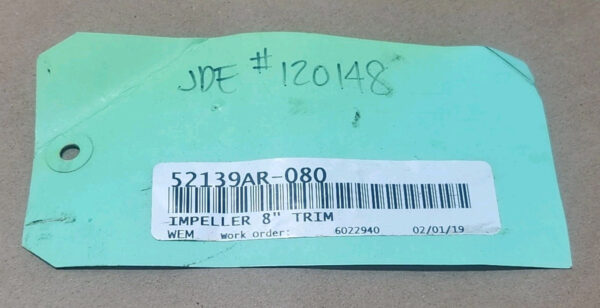 JDE #120148
52139AR-080
IMPELLER 8" TRIM
WEM Work Order: 6022940 02/01/19